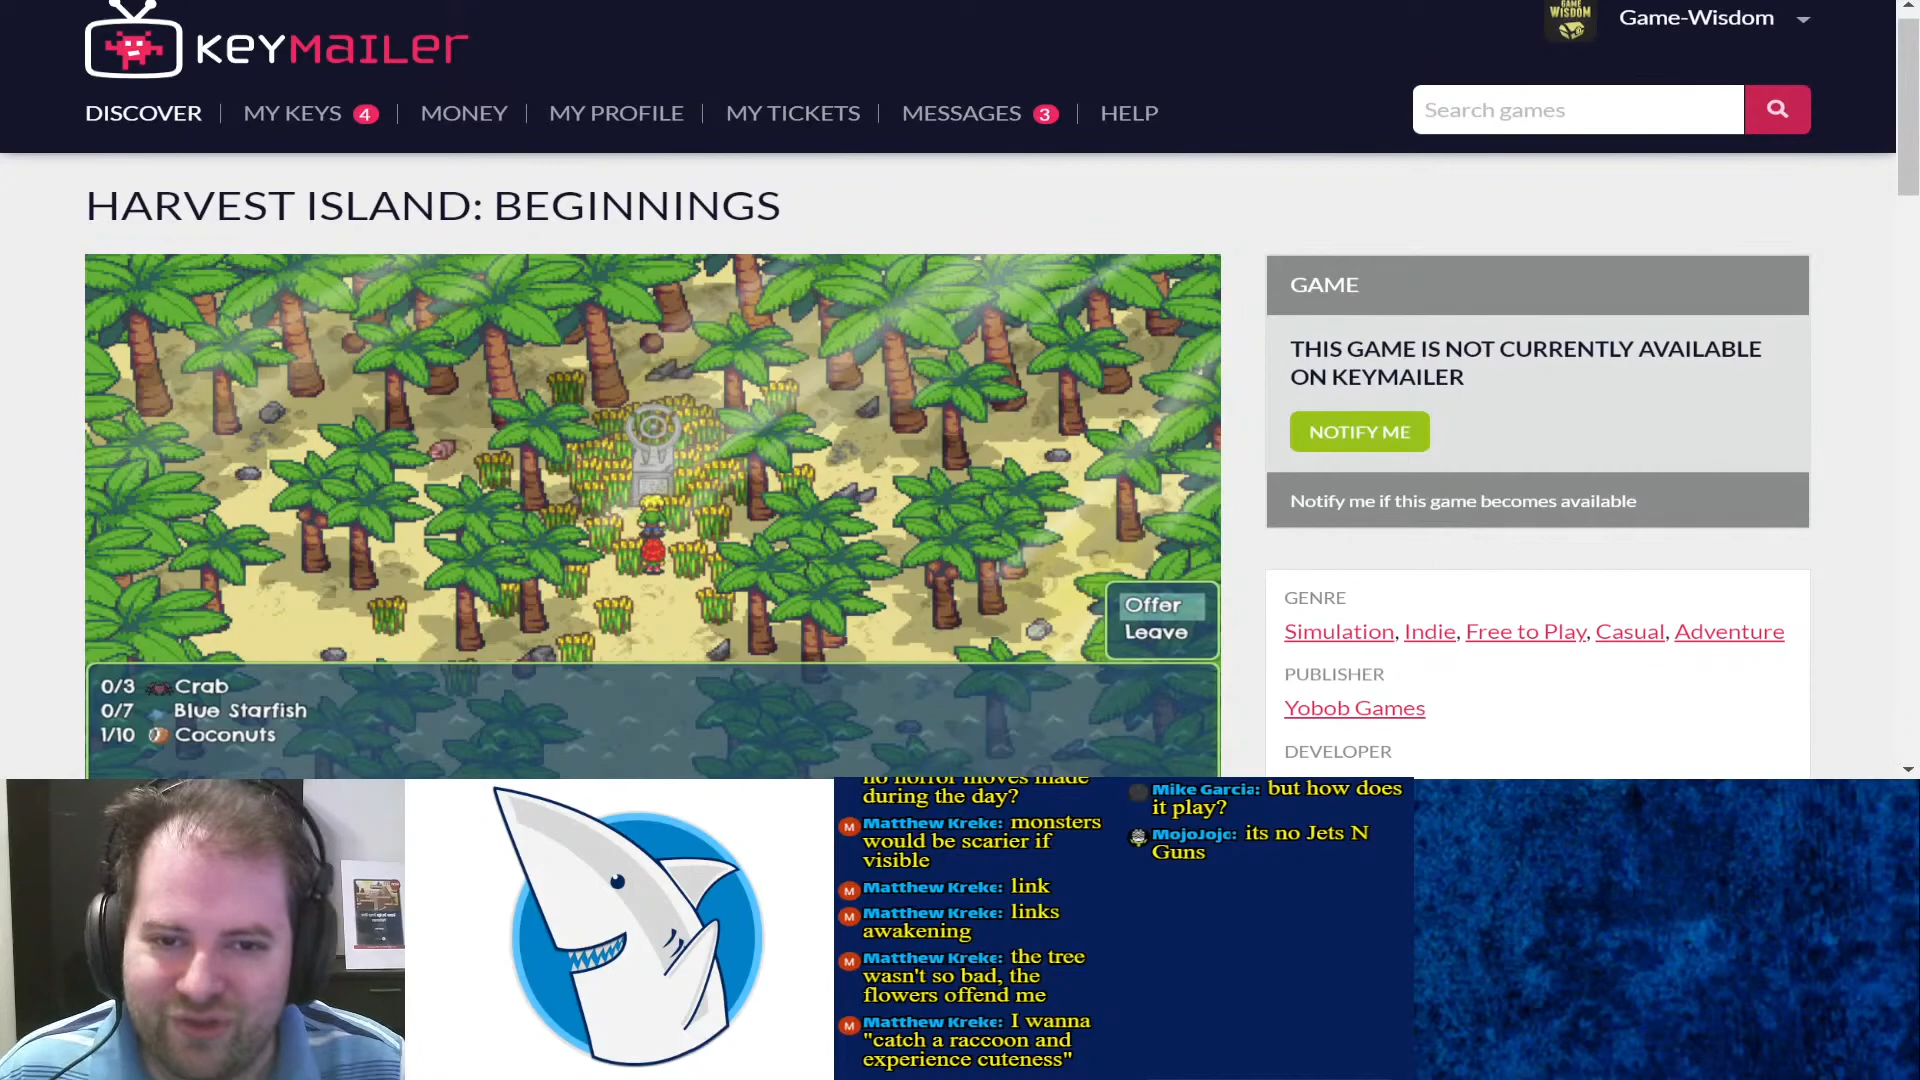 GAME
WISDOM
Game-Wisdom
KEYMAILER
DISCOVER
MY KEYS 4
MONEY
MY PROFILE
MY TICKETS
MESSAGES 3
HELP
Search games
HARVEST ISLAND: BEGINNINGS
Offer
Leave
0/3 Crab
0/7 Blue Starfish
1/10 Coconuts
GAME
THIS GAME IS NOT CURRENTLY AVAILABLE
ON KEYMAILER
NOTIFY ME
Notify me if this game becomes available
GENRE
Simulation, Indie, Free to Play, Casual, Adventure
PUBLISHER
Yobob Games
DEVELOPER
no horror moves made
during the day?
M Matthew Kreke: monsters
would be scarier if
visible
M Matthew Kreke: link
M Matthew Kreke: links
awakening
M Matthew Kreke: the tree
wasn't so bad, the
flowers offend me
M Matthew Kreke: I wanna
"catch a raccoon and
experience cuteness"
Mike Garcia: but how does
it play?
MojoJojo: its no Jets N
Guns